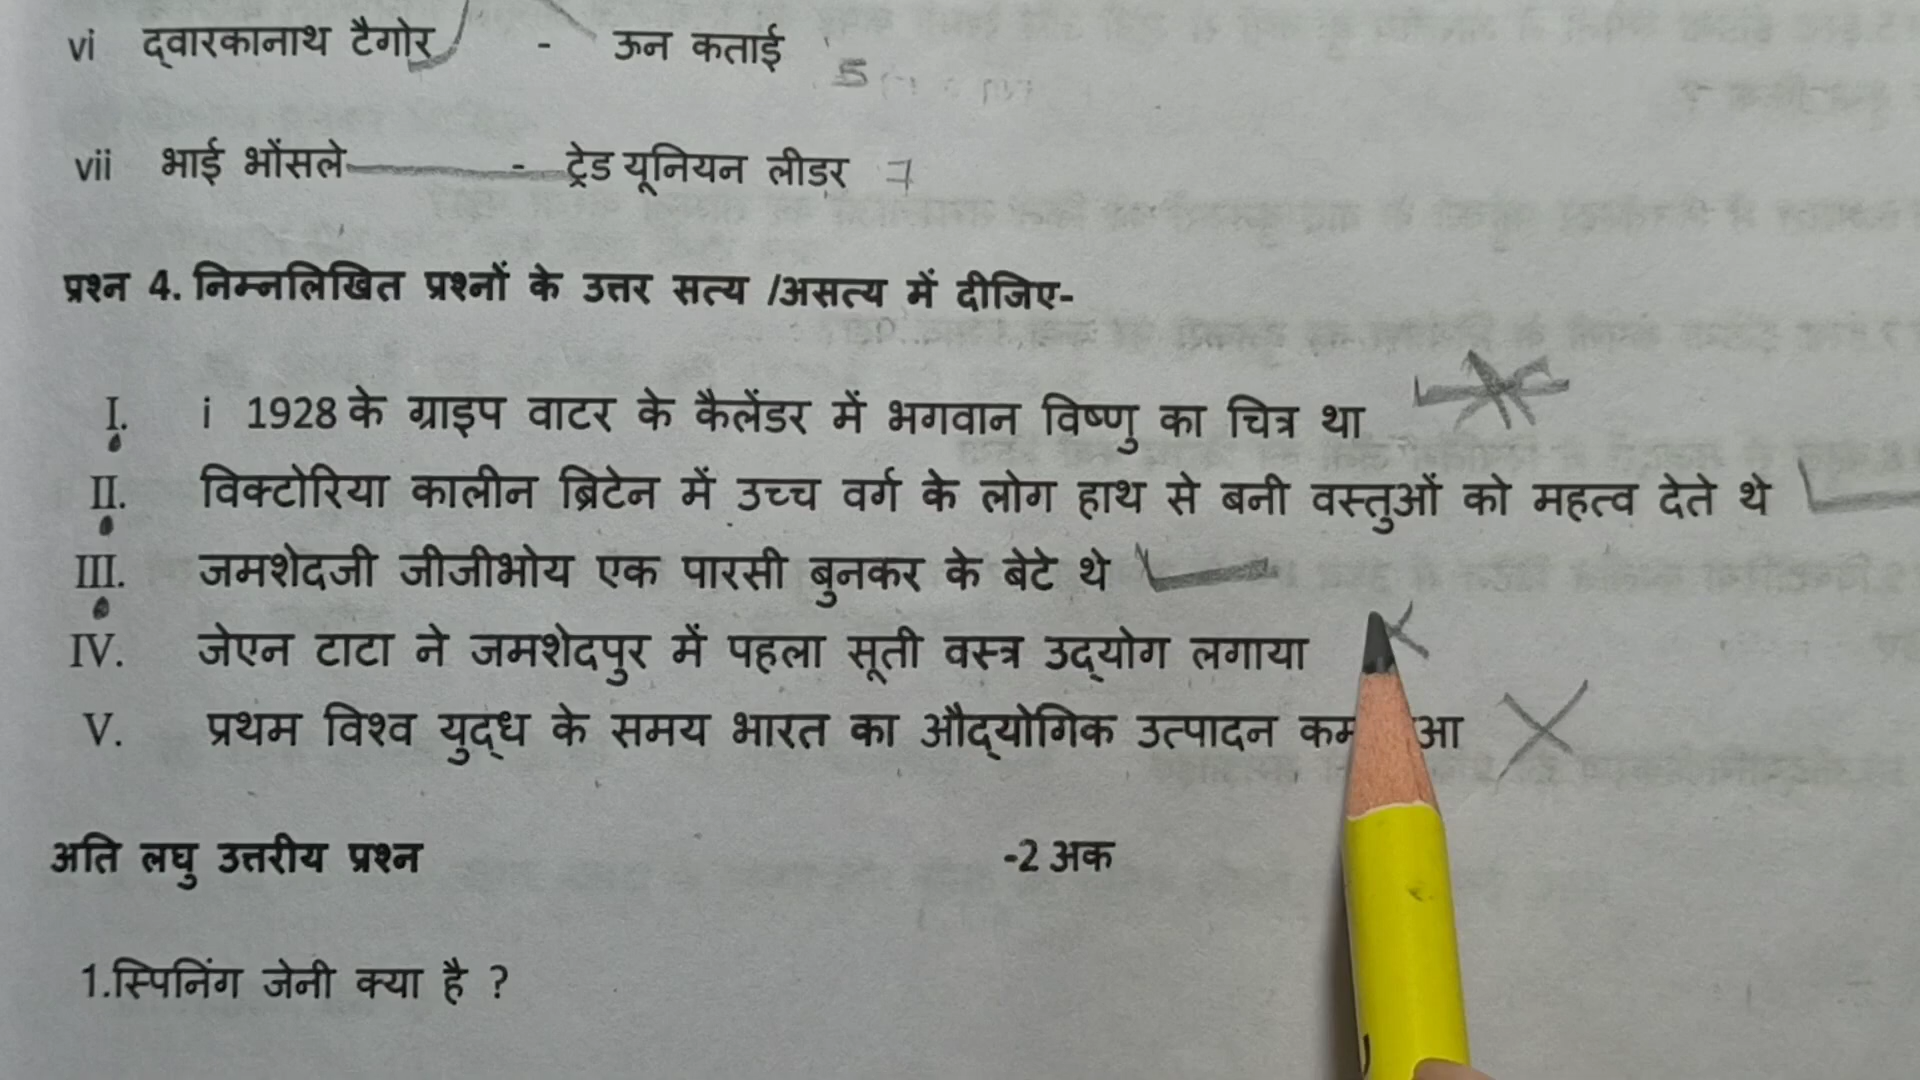 vi द्वारकानाथ टैगोर - ऊन कताई 5
vii भाई भोंसले - ट्रेड यूनियन लीडर 7
प्रश्न 4. निम्नलिखित प्रश्नों के उत्तर सत्य /असत्य में दीजिए-
I. i 1928 के ग्राइप वाटर के कैलेंडर में भगवान विष्णु का चित्र था
II. विक्टोरिया कालीन ब्रिटेन में उच्च वर्ग के लोग हाथ से बनी वस्तुओं को महत्व देते थे
III. जमशेदजी जीजीभोय एक पारसी बुनकर के बेटे थे
IV. जेएन टाटा ने जमशेदपुर में पहला सूती वस्त्र उद्योग लगाया
V. प्रथम विश्व युद्ध के समय भारत का औद्योगिक उत्पादन कम
अति लघु उत्तरीय प्रश्न -2 अक
1.स्पिनिंग जेनी क्या है ?